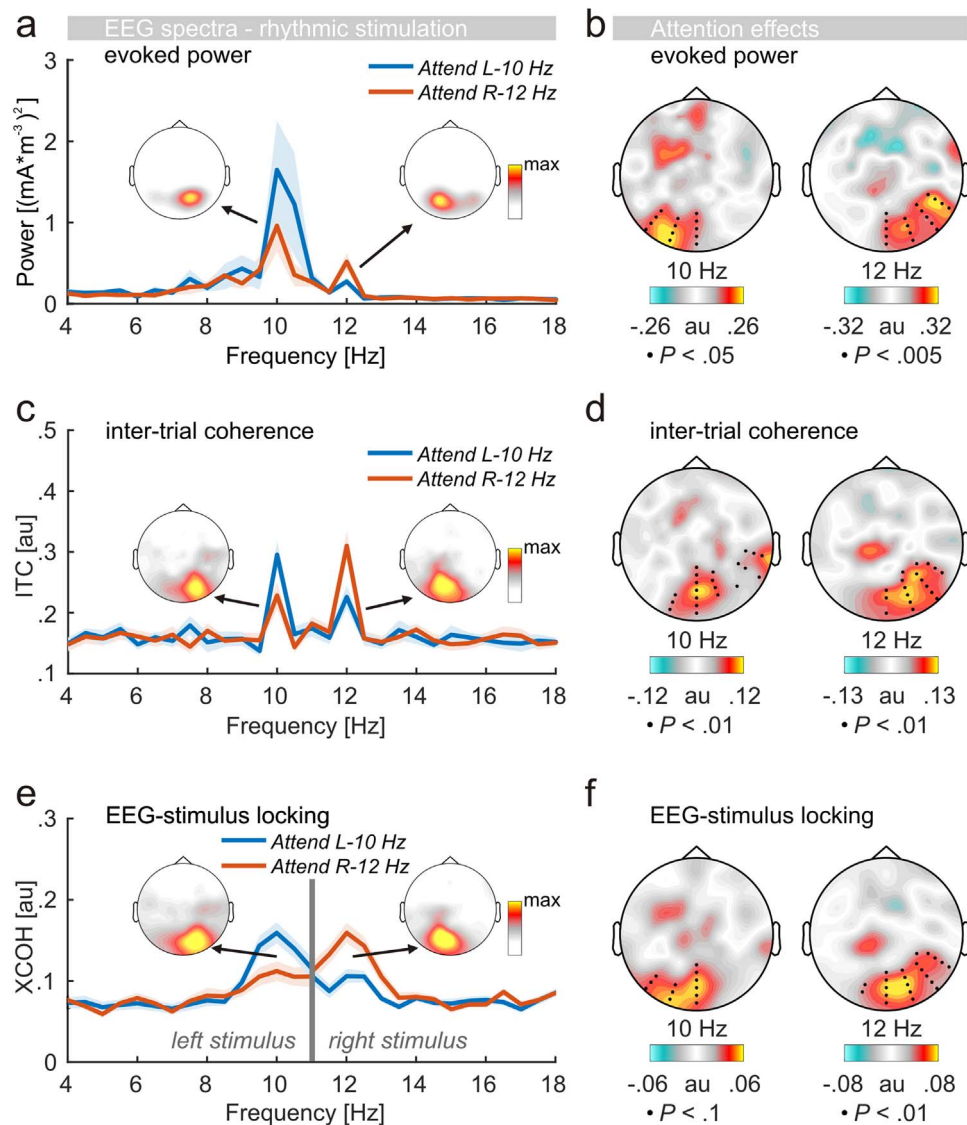 a
EEG spectra - rhythmic stimulation
evoked power
Attend L-10 Hz
Attend R-12 Hz
max
3
2
1
0
Power [(mA*m-3 )2]
4 6 8 10 12 14 16 18
Frequency [Hz]
b
Attention effects
evoked power
10 Hz 12 Hz
-.26 au .26 -.32 au .32
• P < .05 • P < .005
c
inter-trial coherence
Attend L-10 Hz
Attend R-12 Hz
max
.5
.4
.3
.2
.1
ITC [au]
4 6 8 10 12 14 16 18
Frequency [Hz]
d
inter-trial coherence
10 Hz 12 Hz
-.12 au .12 -.13 au .13
• P < .01 • P < .01
e
EEG-stimulus locking
Attend L-10 Hz
Attend R-12 Hz
max
.3
.2
.1
0
XCOH [au]
left stimulus right stimulus
4 6 8 10 12 14 16 18
Frequency [Hz]
f
EEG-stimulus locking
10 Hz 12 Hz
-.06 au .06 -.08 au .08
• P < .1 • P < .01